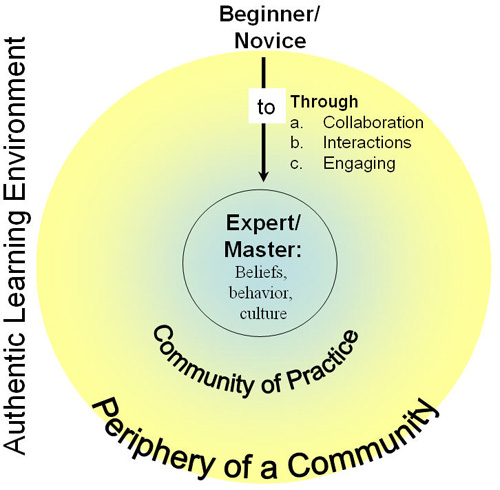 Beginner/
Novice
to
Through
a. Collaboration
b. Interactions
c. Engaging
Expert/
Master:
Beliefs,
behavior,
culture
Community of Practice
Periphery of a Community
Authentic Learning Environment